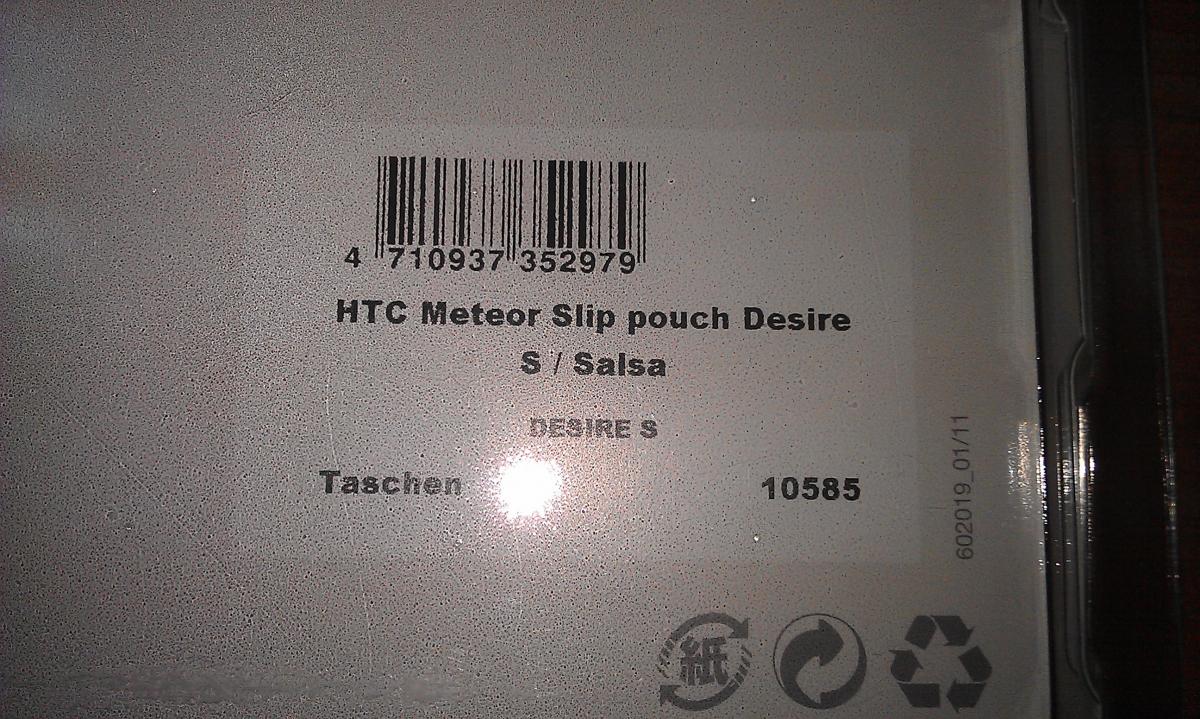 4 710937 352979
HTC Meteor Slip pouch Desire
S / Salsa
DESIRE S
Taschen 10585
602019_01/11
紙